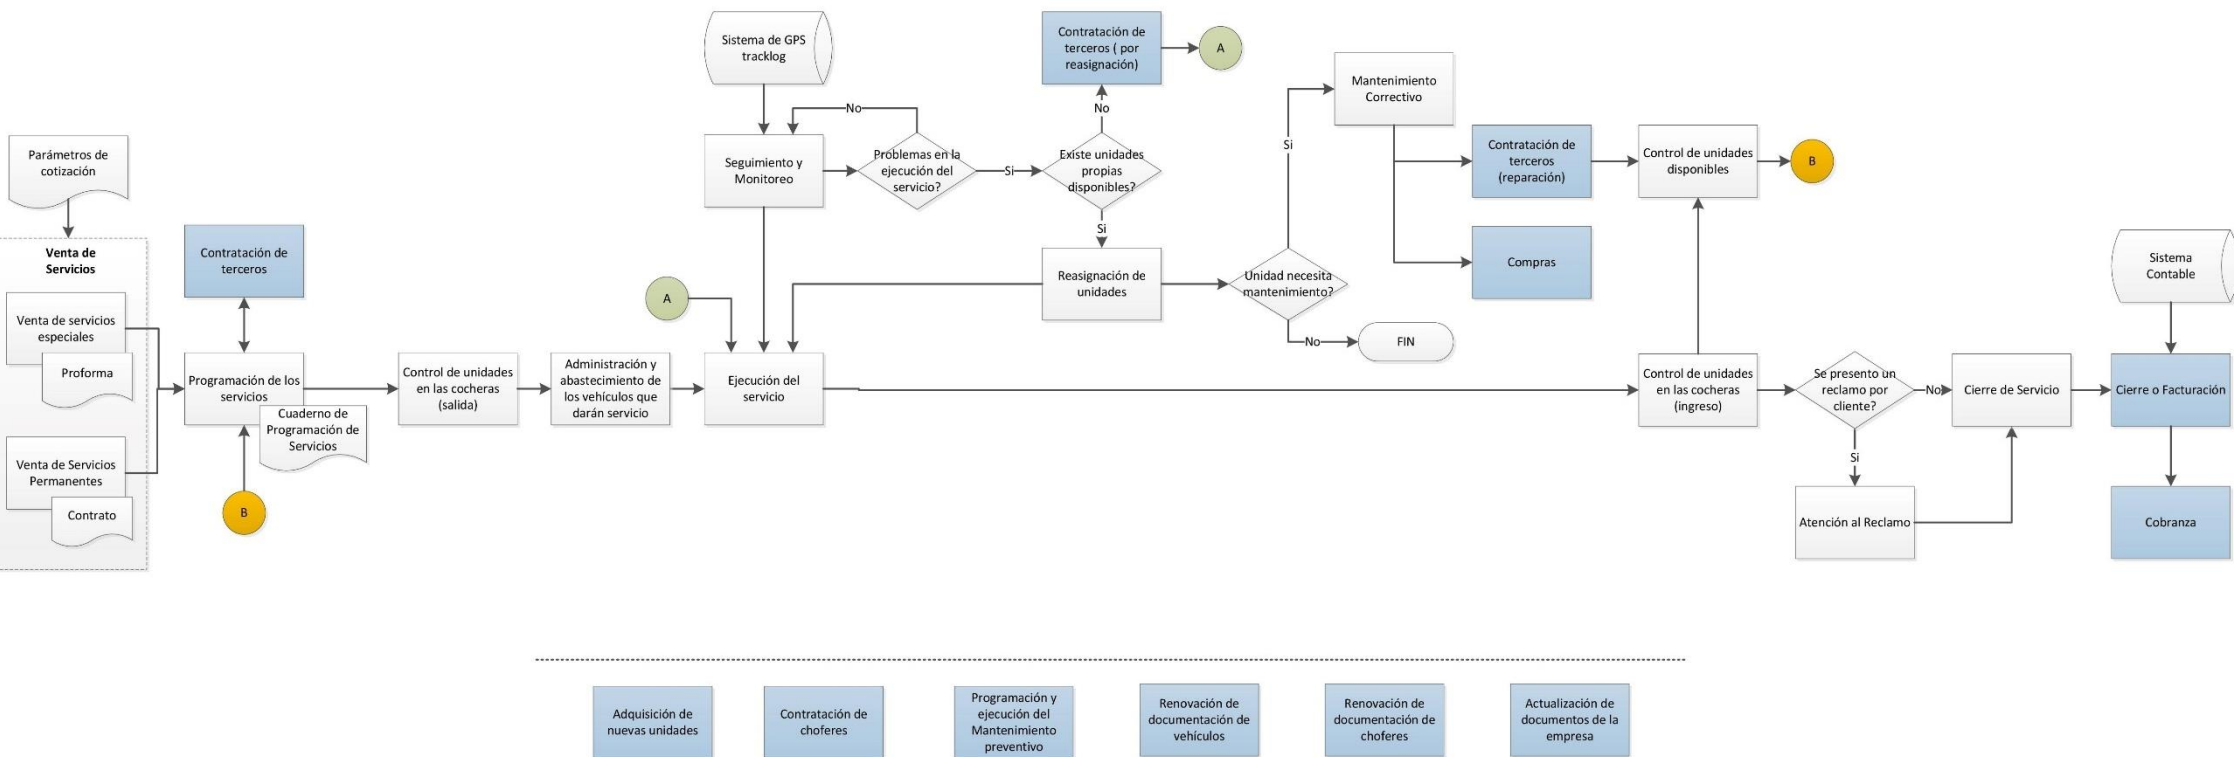 Parámetros de
cotización
Venta de
Servicios
Venta de servicios
especiales
Proforma
Venta de Servicios
Permanentes
Contrato
Contratación de
terceros
Programación de los
servicios
Cuaderno de
Programación de
Servicios
B
Control de unidades
en las cocheras
(salida)
Administración y
abastecimiento de
los vehículos que
darán servicio
A
Ejecución del
servicio
Sistema de GPS
tracklog
Seguimiento y
Monitoreo
No
Problemas en la
ejecución del
servicio?
Si
Existe unidades
propias
disponibles?
No
Contratación de
terceros ( por
reasignación)
A
Si
Reasignación de
unidades
Unidad necesita
mantenimiento?
No
FIN
Si
Mantenimiento
Correctivo
Contratación de
terceros
(reparación)
Compras
Control de unidades
disponibles
B
Control de unidades
en las cocheras
(ingreso)
Se presento un
reclamo por
cliente?
No
Si
Atención al Reclamo
Cierre de Servicio
Sistema
Contable
Cierre o Facturación
Cobranza
Adquisición de
nuevas unidades
Contratación de
choferes
Programación y
ejecución del
Mantenimiento
preventivo
Renovación de
documentación de
vehículos
Renovación de
documentación de
choferes
Actualización de
documentos de la
empresa